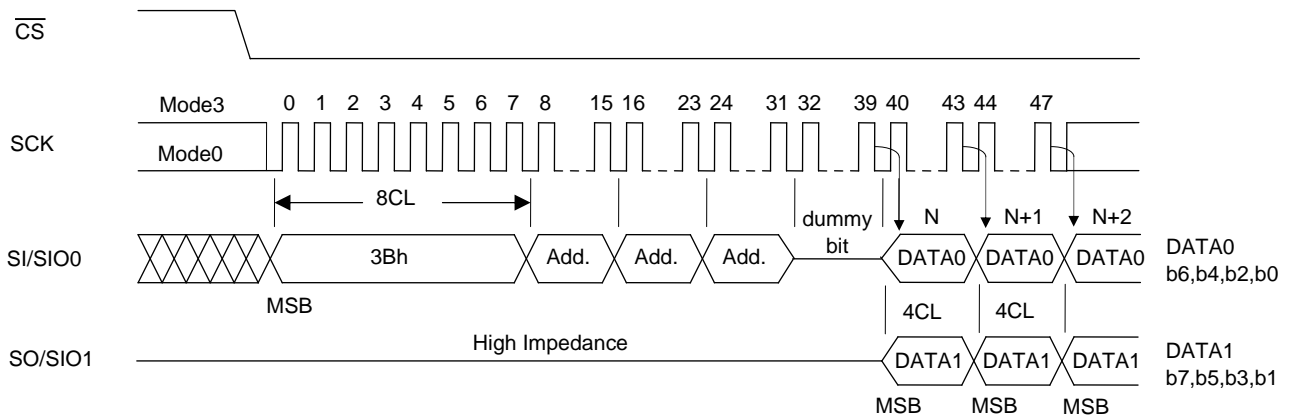 CS
Mode3 0 1 2 3 4 5 6 7 8 15 16 23 24 31 32 39 40 43 44 47
SCK
Mode0
8CL
dummy
bit
N N+1 N+2
SI/SIO0 3Bh Add. Add. Add. DATA0 DATA0 DATA0
DATA0
b6,b4,b2,b0
MSB
4CL 4CL
High Impedance
SO/SIO1 DATA1 DATA1 DATA1
DATA1
b7,b5,b3,b1
MSB MSB MSB